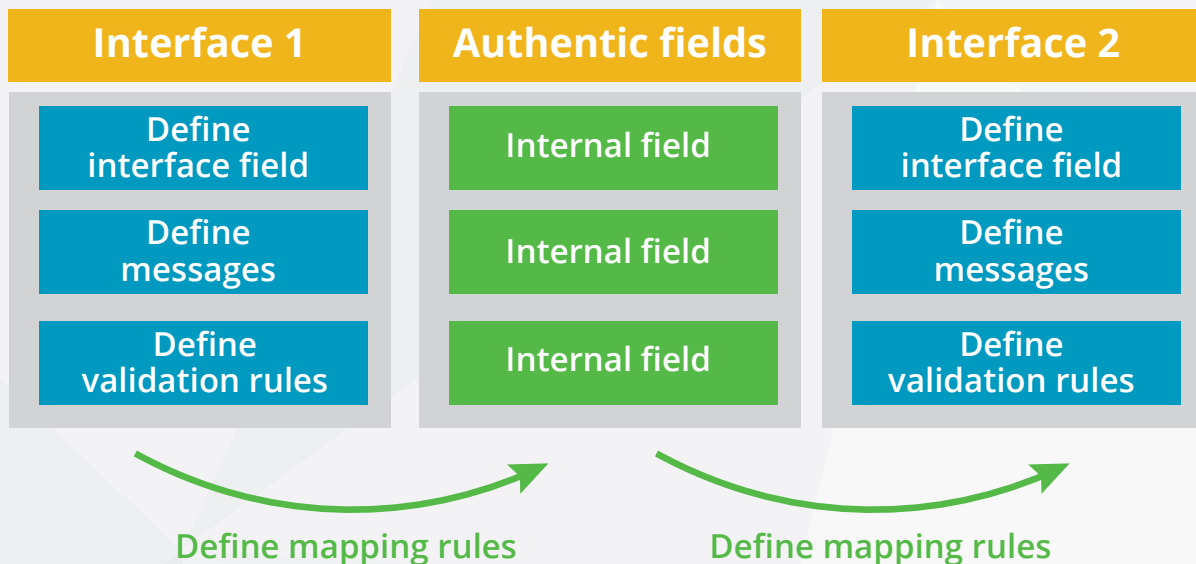 Interface 1
Authentic fields
Interface 2
Define
interface field
Define
messages
Define
validation rules
Internal field
Internal field
Internal field
Define
interface field
Define
messages
Define
validation rules
Define mapping rules
Define mapping rules